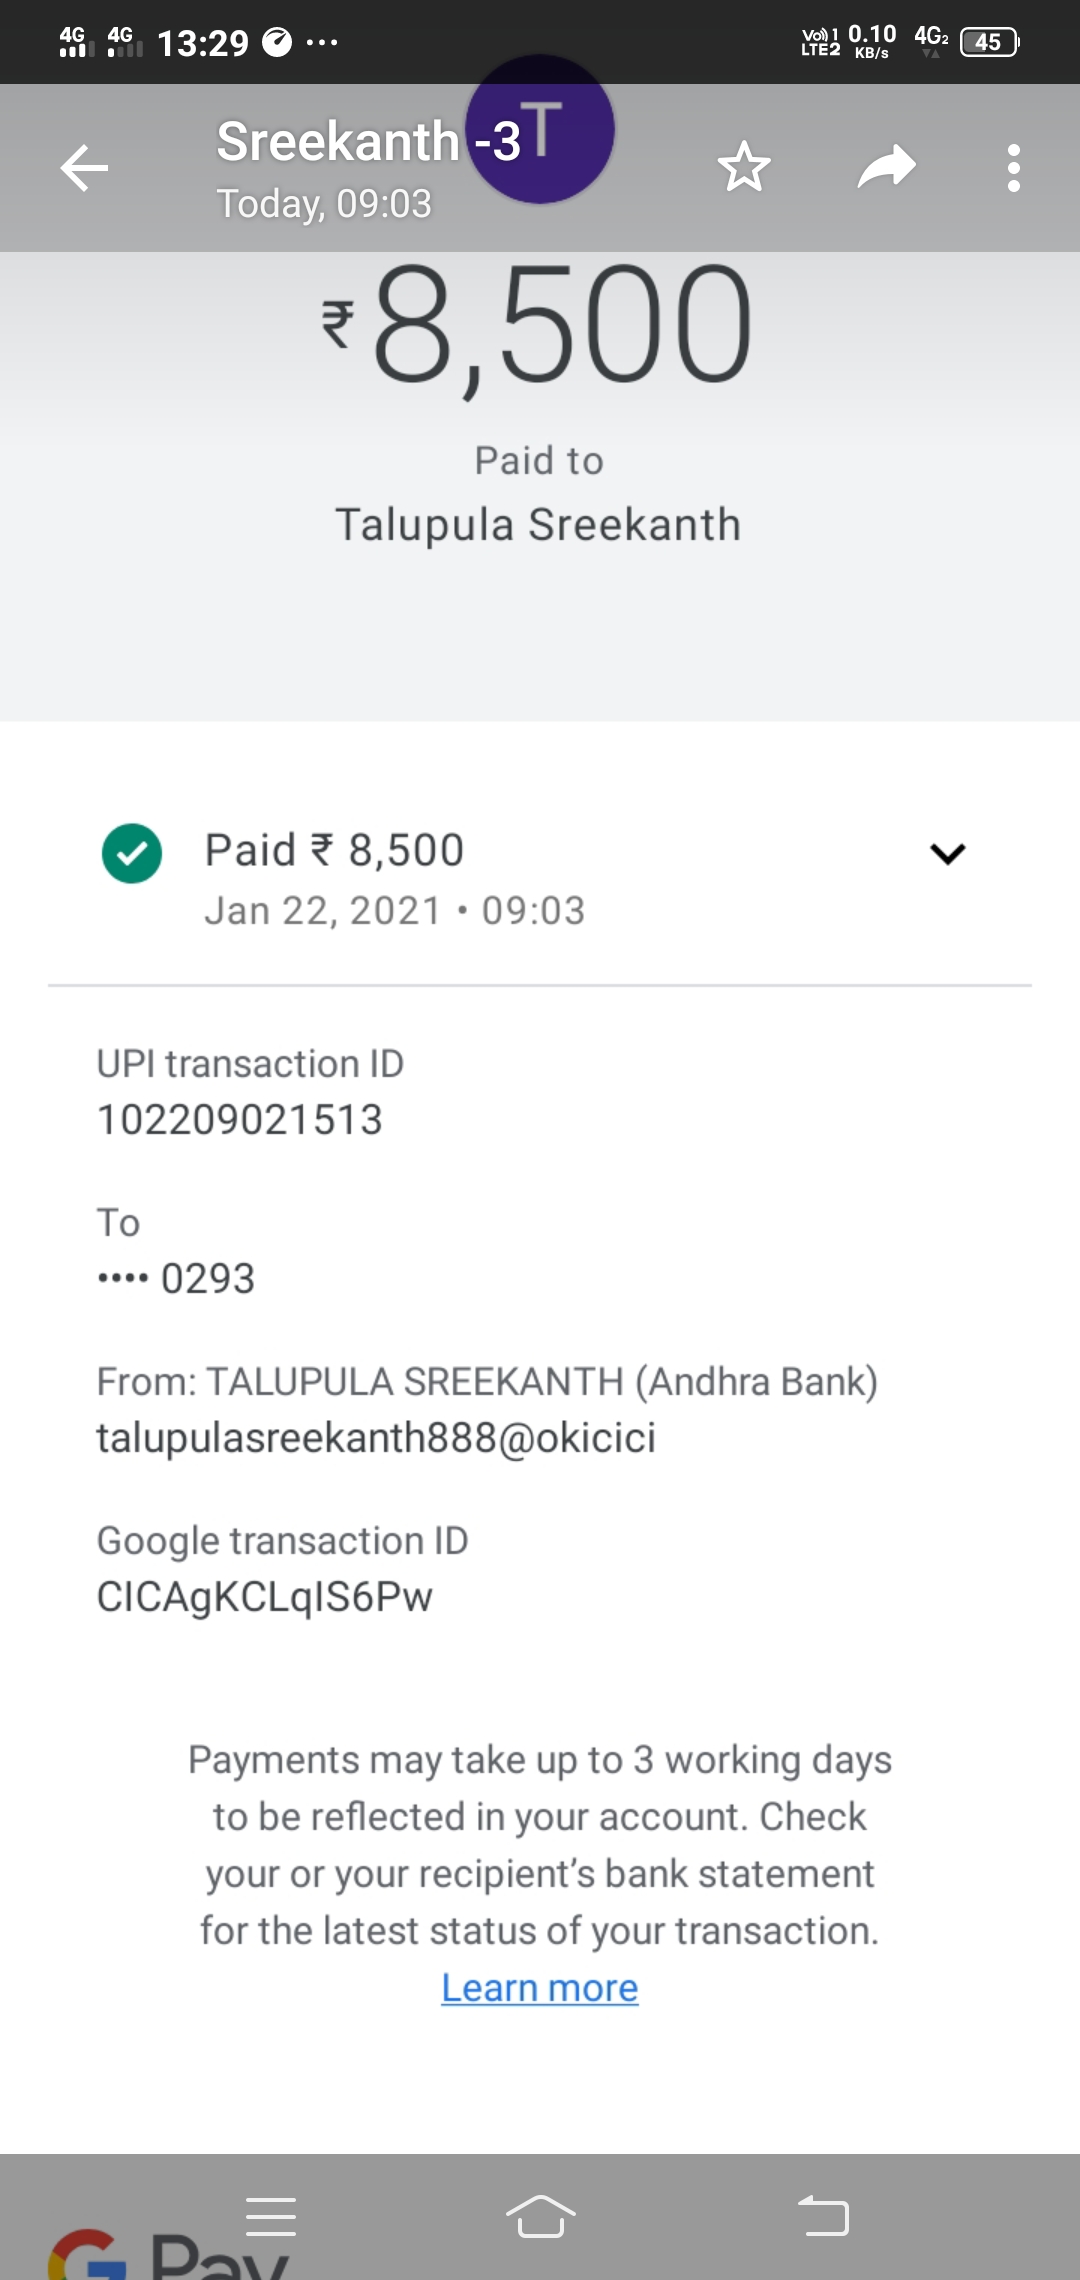 4G 4G 13:29 ... Vo)) 1 LTE2 0.10 KB/s 4G2 45
Sreekanth -3
T
Today, 09:03
₹8,500
Paid to
Talupula Sreekanth
Paid ₹ 8,500
Jan 22, 2021 • 09:03
UPI transaction ID
102209021513
To
•••• 0293
From: TALUPULA SREEKANTH (Andhra Bank)
talupulasreekanth888@okicici
Google transaction ID
CICAgKCLqIS6Pw
Payments may take up to 3 working days
to be reflected in your account. Check
your or your recipient’s bank statement
for the latest status of your transaction.
Learn more
G Pay